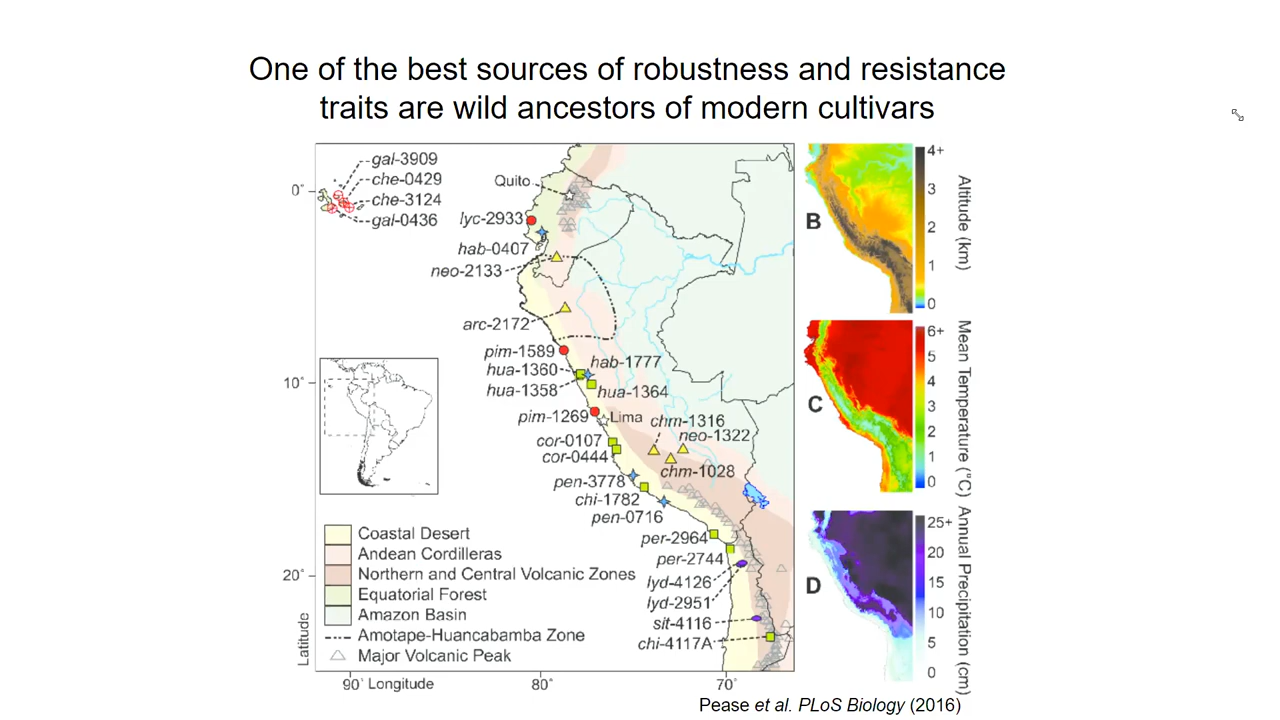 One of the best sources of robustness and resistance
traits are wild ancestors of modern cultivars
gal-3909
che-0429
che-3124
gal-0436
0°
Quito
lyc-2933
hab-0407
neo-2133
arc-2172
pim-1589
hab-1777
hua-1360
hua-1358
hua-1364
10°
pim-1269
Lima
chm-1316
neo-1322
cor-0107
cor-0444
chm-1028
pen-3778
chi-1782
pen-0716
per-2964
per-2744
lyd-4126
lyd-2951
sit-4116
chi-4117A
20°
Coastal Desert
Andean Cordilleras
Northern and Central Volcanic Zones
Equatorial Forest
Amazon Basin
Amotape-Huancabamba Zone
Major Volcanic Peak
Latitude
90° Longitude
80°
70°
B
4+
3
2
1
0
Altitude (km)
C
6+
5
4
3
2
1
0
Mean Temperature (°C)
D
25+
20
15
10
5
0
Annual Precipitation (cm)
Pease et al. PLoS Biology (2016)